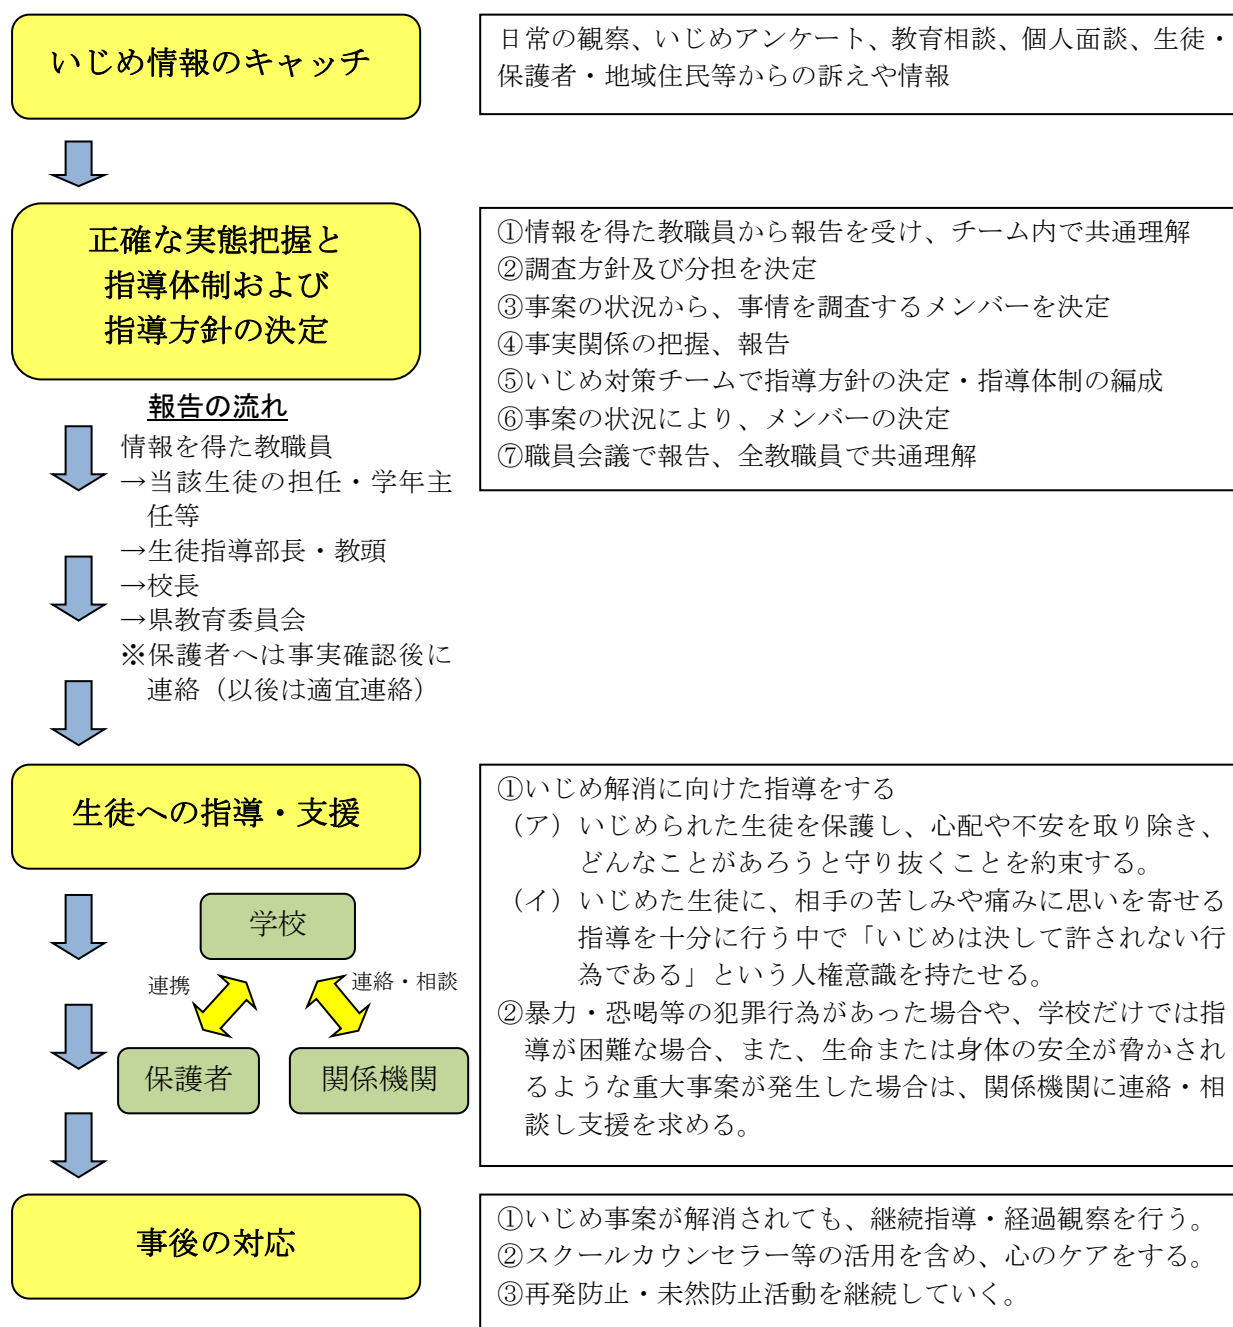 いじめ情報のキャッチ
日常の観察、いじめアンケート、教育相談、個人面談、生徒・
保護者・地域住民等からの訴えや情報
正確な実態把握と
指導体制および
指導方針の決定
①情報を得た教職員から報告を受け、チーム内で共通理解
②調査方針及び分担を決定
③事案の状況から、事情を調査するメンバーを決定
④事実関係の把握、報告
⑤いじめ対策チームで指導方針の決定・指導体制の編成
⑥事案の状況により、メンバーの決定
⑦職員会議で報告、全教職員で共通理解
報告の流れ
情報を得た教職員
→当該生徒の担任・学年主
任等
→生徒指導部長・教頭
→校長
→県教育委員会
※保護者へは事実確認後に
連絡（以後は適宜連絡）
生徒への指導・支援
学校
連携
連絡・相談
保護者
関係機関
①いじめ解消に向けた指導をする
（ア）いじめられた生徒を保護し、心配や不安を取り除き、
どんなことがあろうと守り抜くことを約束する。
（イ）いじめた生徒に、相手の苦しみや痛みに思いを寄せる
指導を十分に行う中で「いじめは決して許されない行
為である」という人権意識を持たせる。
②暴力・恐喝等の犯罪行為があった場合や、学校だけでは指
導が困難な場合、また、生命または身体の安全が脅かされ
るような重大事案が発生した場合は、関係機関に連絡・相
談し支援を求める。
事後の対応
①いじめ事案が解消されても、継続指導・経過観察を行う。
②スクールカウンセラー等の活用を含め、心のケアをする。
③再発防止・未然防止活動を継続していく。